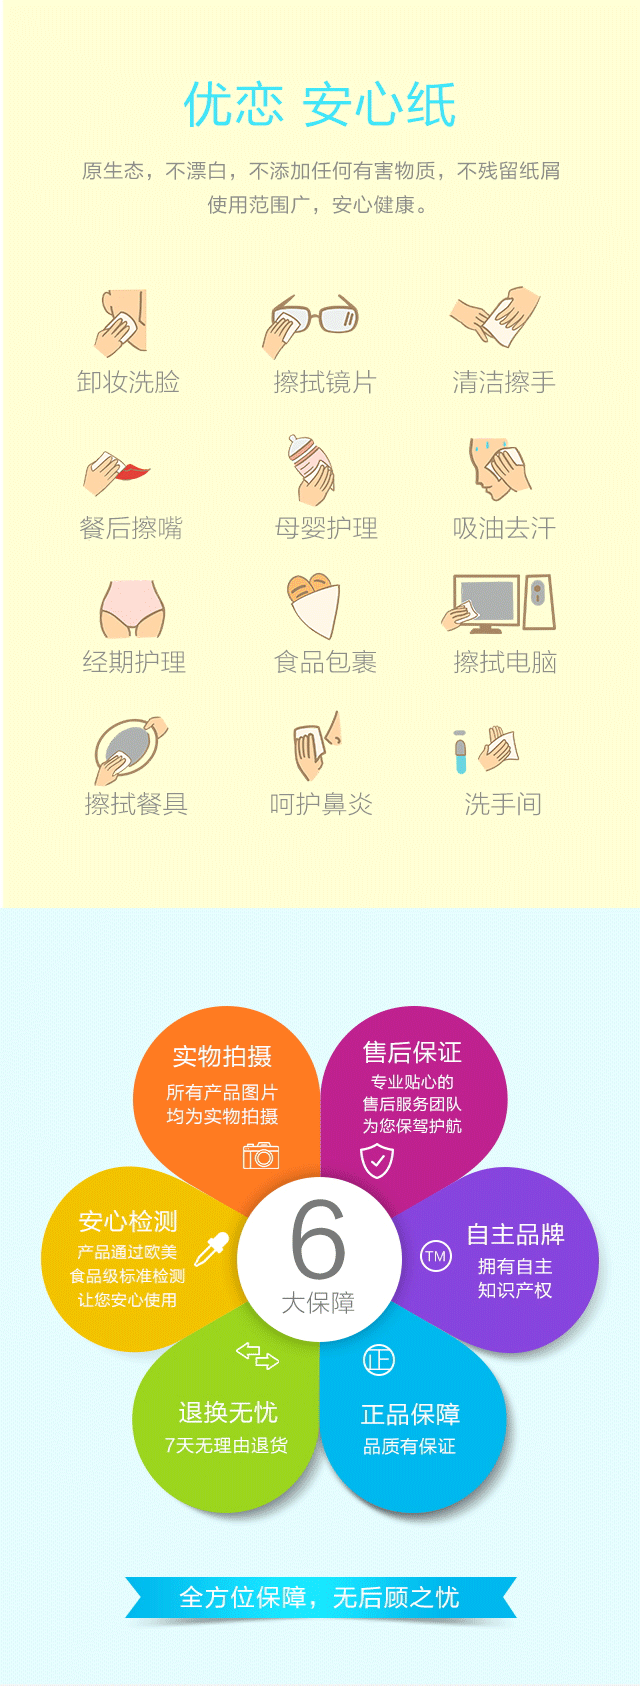 优恋 安心纸
原生态，不漂白，不添加任何有害物质，不残留纸屑
使用范围广，安心健康。
卸妆洗脸 擦拭镜片 清洁擦手
餐后擦嘴 母婴护理 吸油去汗
经期护理 食品包裹 擦拭电脑
擦拭餐具 呵护鼻炎 洗手间
实物拍摄
所有产品图片
均为实物拍摄
售后保证
专业贴心的
售后服务团队
为您保驾护航
安心检测
产品通过欧美
食品级标准检测
让您安心使用
6
大保障
TM
自主品牌
拥有自主
知识产权
退换无忧
7天无理由退货
正
正品保障
品质有保证
全方位保障，无后顾之忧